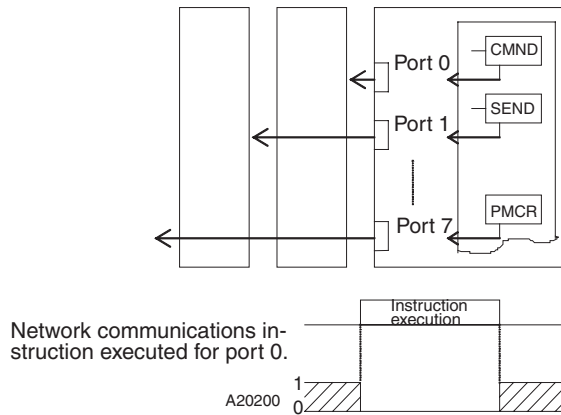 CMND
Port 0
SEND
Port 1
PMCR
Port 7
Instruction
execution
Network communications in-
struction executed for port 0.
1
A20200 0